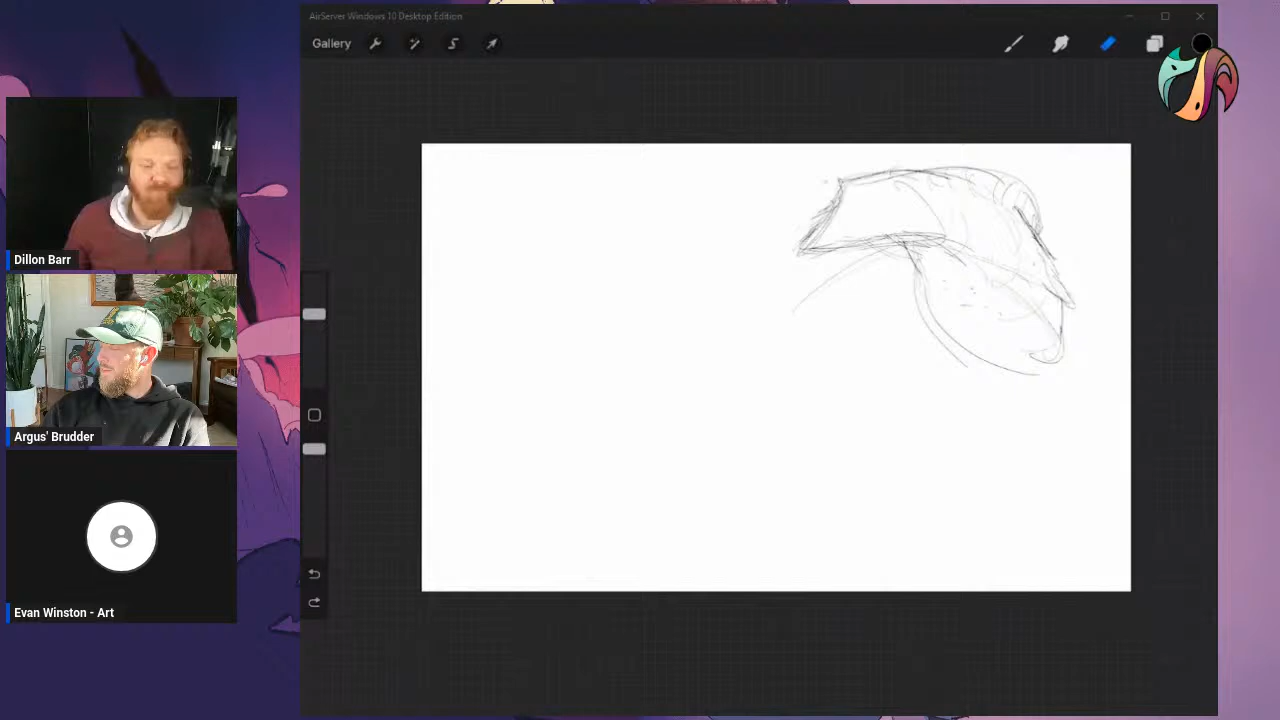 AirServer Windows 10 Desktop Edition
Gallery
Dillon Barr
Argus' Brudder
Evan Winston - Art